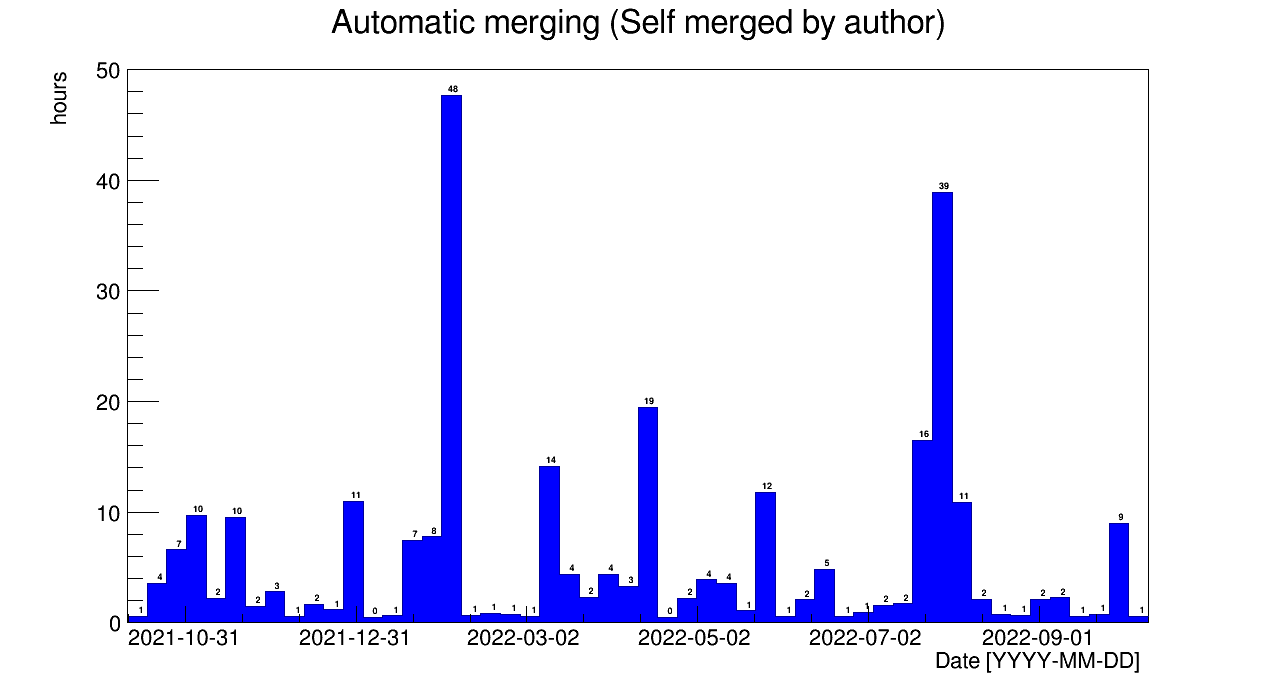 Automatic merging (Self merged by author)
hours
50
40
30
20
10
0
1 4 7 10 2 10 2 3 1 2 1 11 0 1 7 8 48 1 1 1 1 14 4 2 4 3 19 0 2 4 4 1 12 1 2 5 1 1 2 2 16 39 11 2 1 1 2 2 1 1 9 1
2021-10-31 2021-12-31 2022-03-02 2022-05-02 2022-07-02 2022-09-01
Date [YYYY-MM-DD]